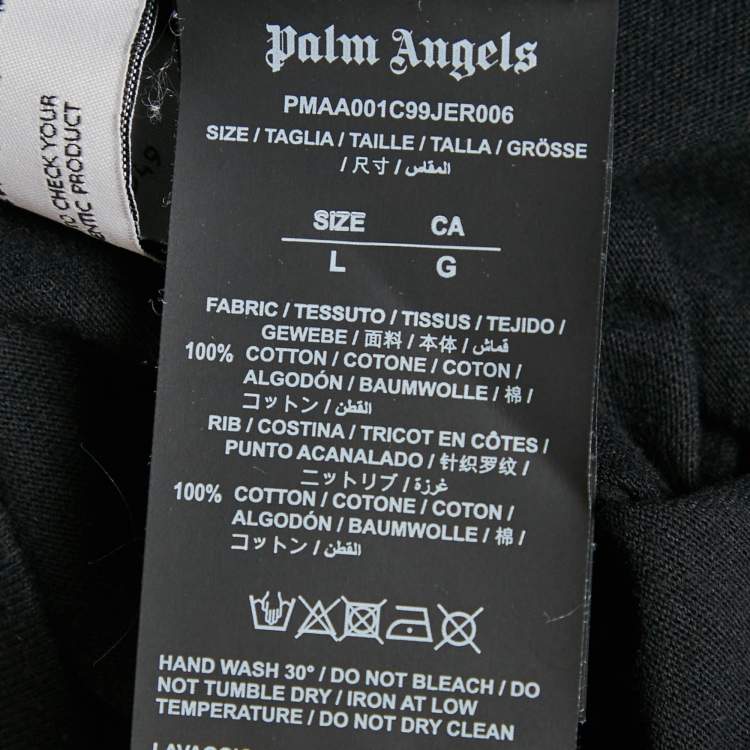 Palm Angels
PMAA001C99JER006
SIZE / TAGLIA / TAILLE / TALLA / GRÖSSE
/ 尺寸 / المقاس /
SIZE CA
L G
FABRIC / TESSUTO / TISSUS / TEJIDO /
GEWEBE / 面料 / 本体 / قماش
100% COTTON / COTONE / COTON /
ALGODÓN / BAUMWOLLE / 棉 /
コットン / القطن
RIB / COSTINA / TRICOT EN CÔTES /
PUNTO ACANALADO / 针织罗纹 /
ニットリブ / غرزة /
100% COTTON / COTONE / COTON /
ALGODÓN / BAUMWOLLE / 棉 /
コットン / القطن
HAND WASH 30° / DO NOT BLEACH / DO
NOT TUMBLE DRY / IRON AT LOW
TEMPERATURE / DO NOT DRY CLEAN
TO CHECK YOUR
PRODUCT